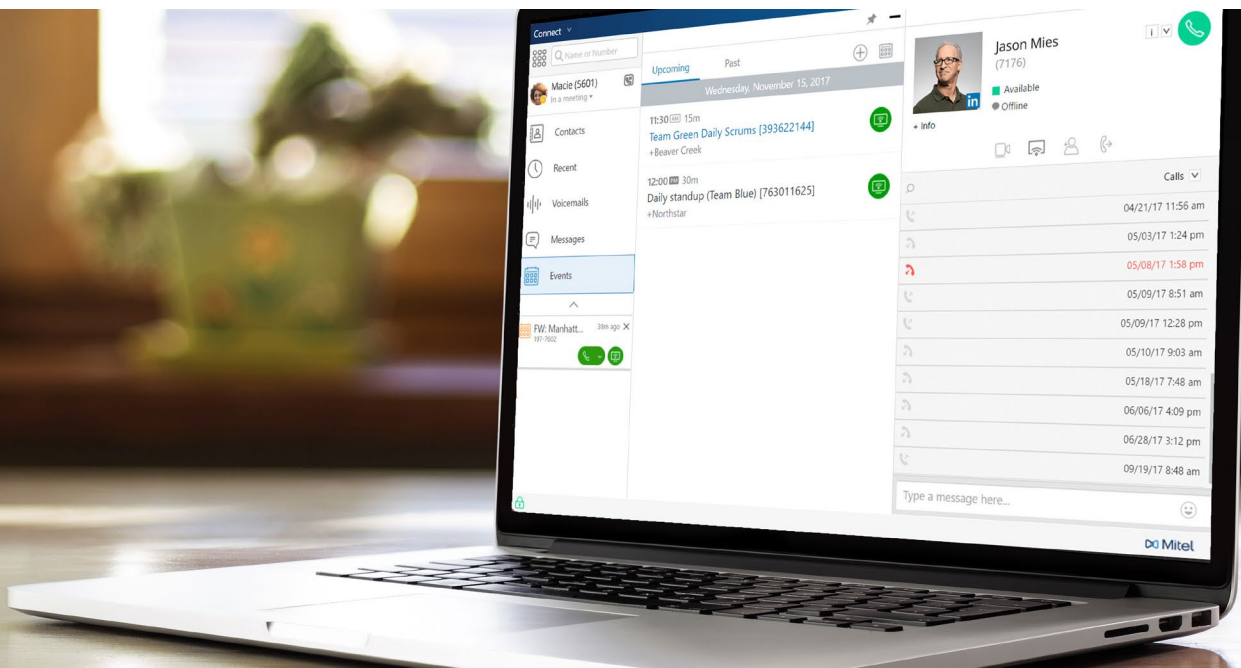 Connect
Name or Number
Macie (5601)
In a meeting
Contacts
Recent
Voicemails
Messages
Events
FW: Manhatt... 38m ago
197-7602
Upcoming Past
Wednesday, November 15, 2017
11:30 AM 15m
Team Green Daily Scrums [393622144]
+Beaver Creek
12:00 PM 30m
Daily standup (Team Blue) [763011625]
+Northstar
Jason Mies
(7176)
Available
Offline
in
+ Info
Calls
04/21/17 11:56 am
05/03/17 1:24 pm
05/08/17 1:58 pm
05/09/17 8:51 am
05/09/17 12:28 pm
05/10/17 9:03 am
05/18/17 7:48 am
06/06/17 4:09 pm
06/28/17 3:12 pm
09/19/17 8:48 am
Type a message here...
Mitel